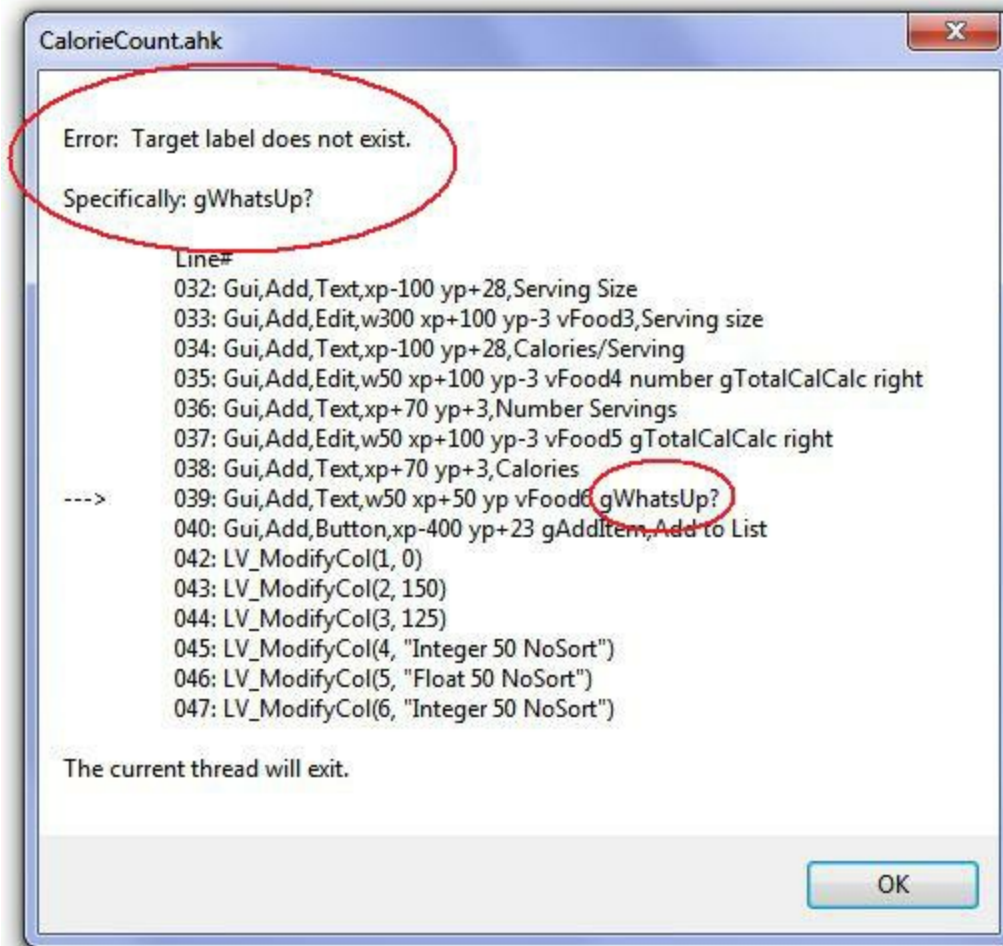 CalorieCount.ahk
Error:  Target label does not exist.
Specifically: gWhatsUp?
Line#
032: Gui,Add,Text,xp-100 yp+28,Serving Size
033: Gui,Add,Edit,w300 xp+100 yp-3 vFood3,Serving size
034: Gui,Add,Text,xp-100 yp+28,Calories/Serving
035: Gui,Add,Edit,w50 xp+100 yp-3 vFood4 number gTotalCalCalc right
036: Gui,Add,Text,xp+70 yp+3,Number Servings
037: Gui,Add,Edit,w50 xp+100 yp-3 vFood5 gTotalCalCalc right
038: Gui,Add,Text,xp+70 yp+3,Calories
---> 039: Gui,Add,Text,w50 xp+50 yp vFood6 gWhatsUp?
040: Gui,Add,Button,xp-400 yp+23 gAddItem,Add to List
042: LV_ModifyCol(1, 0)
043: LV_ModifyCol(2, 150)
044: LV_ModifyCol(3, 125)
045: LV_ModifyCol(4, "Integer 50 NoSort")
046: LV_ModifyCol(5, "Float 50 NoSort")
047: LV_ModifyCol(6, "Integer 50 NoSort")
The current thread will exit.
OK